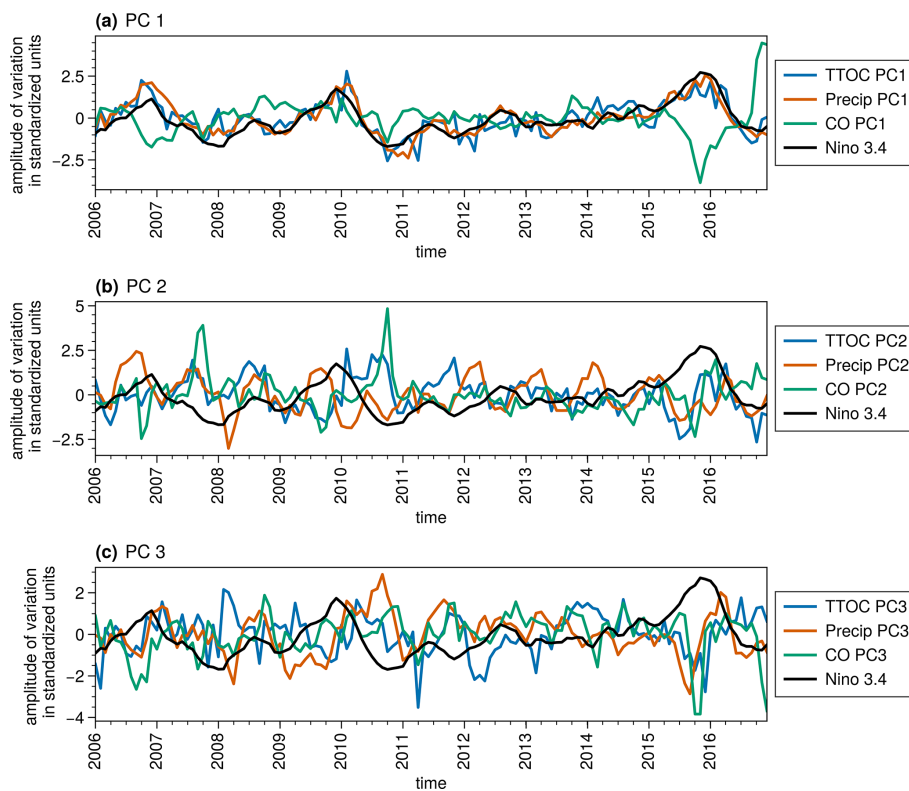 (a) PC 1
amplitude of variation
in standardized units
2.5
0
−2.5
2006
2007
2008
2009
2010
2011
2012
2013
2014
2015
2016
time
TTOC PC1
Precip PC1
CO PC1
Nino 3.4
(b) PC 2
amplitude of variation
in standardized units
5
2.5
0
−2.5
2006
2007
2008
2009
2010
2011
2012
2013
2014
2015
2016
time
TTOC PC2
Precip PC2
CO PC2
Nino 3.4
(c) PC 3
amplitude of variation
in standardized units
2
0
−2
−4
2006
2007
2008
2009
2010
2011
2012
2013
2014
2015
2016
time
TTOC PC3
Precip PC3
CO PC3
Nino 3.4